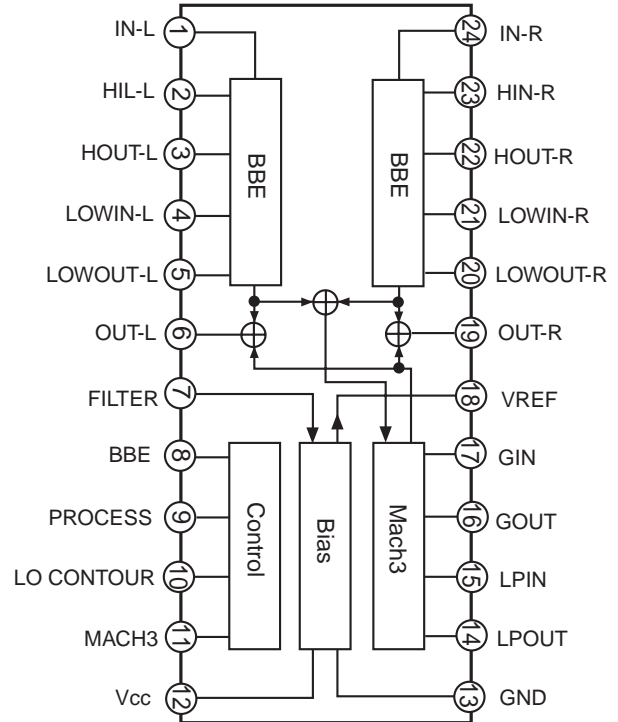 IN-L
1
24
IN-R
HIL-L
2
23
HIN-R
HOUT-L
3
22
HOUT-R
LOWIN-L
4
21
LOWIN-R
LOWOUT-L
5
20
LOWOUT-R
BBE
BBE
OUT-L
6
19
OUT-R
FILTER
7
18
VREF
BBE
8
17
GIN
PROCESS
9
16
GOUT
LO CONTOUR
10
15
LPIN
MACH3
11
14
LPOUT
Control
Bias
Mach3
Vcc
12
13
GND